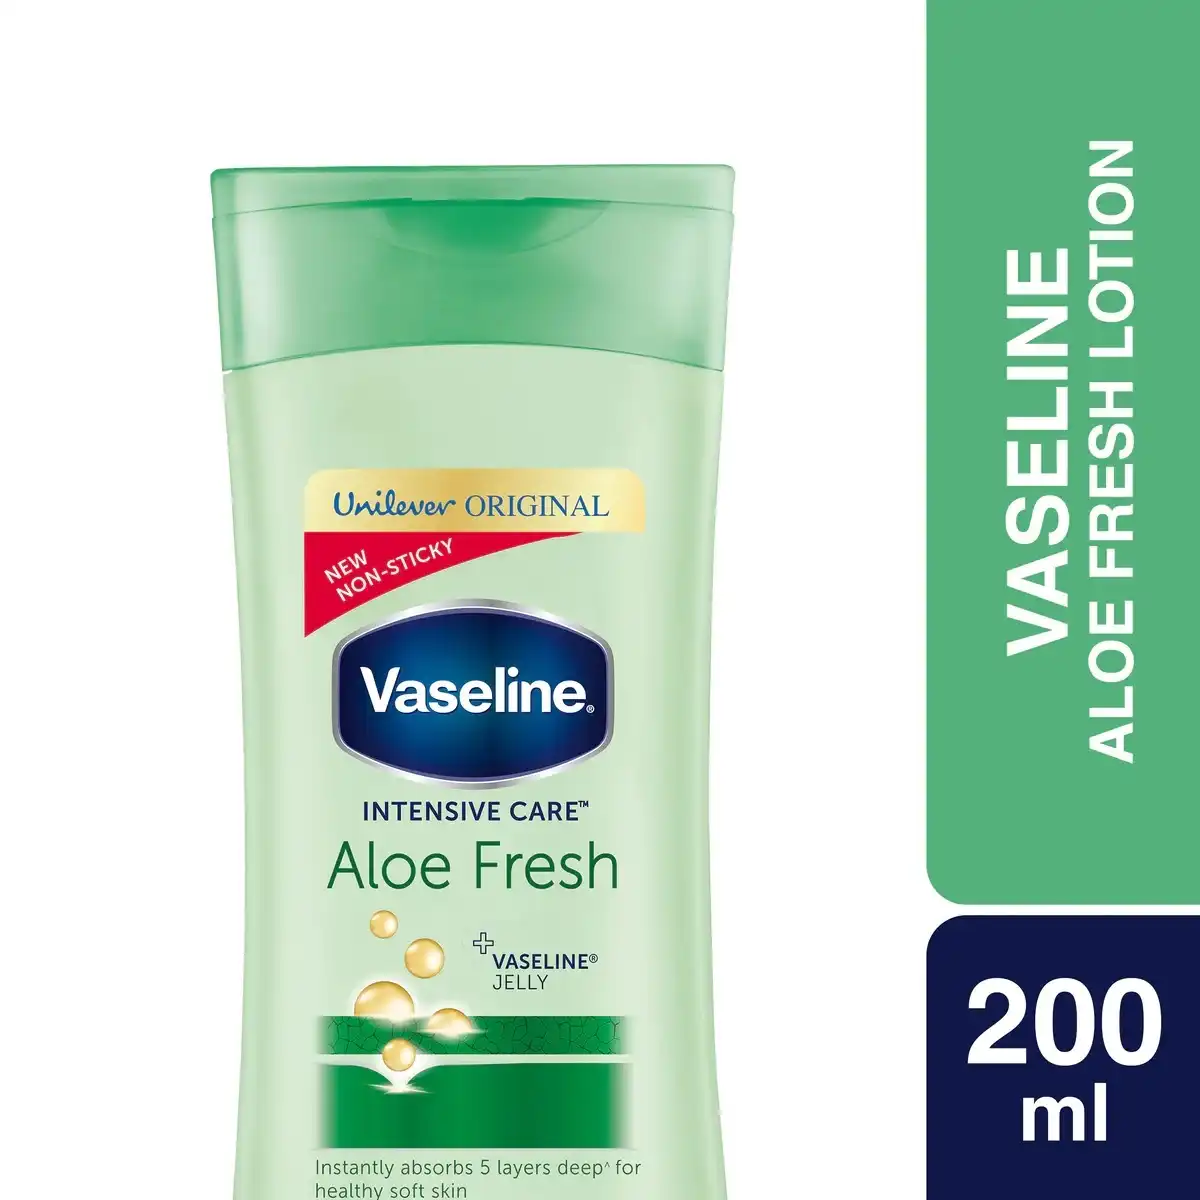 Unilever ORIGINAL
NEW
NON-STICKY
Vaseline®
INTENSIVE CARE™
Aloe Fresh
+VASELINE®
JELLY
Instantly absorbs 5 layers deep^ for
healthy soft skin
VASELINE
ALOE FRESH LOTION
200
ml